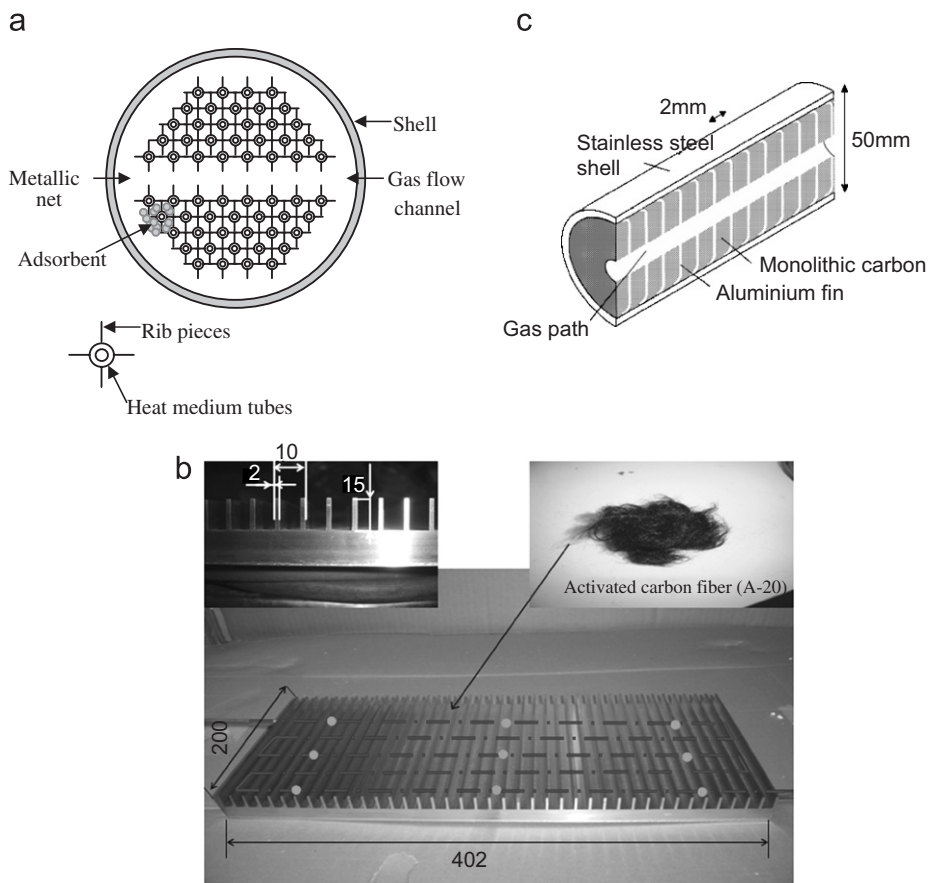 a
Shell
Metallic
net
Gas flow
channel
Adsorbent
Rib pieces
Heat medium tubes
c
2mm
Stainless steel
shell
50mm
Monolithic carbon
Aluminium fin
Gas path
b
10
2
15
Activated carbon fiber (A-20)
200
402